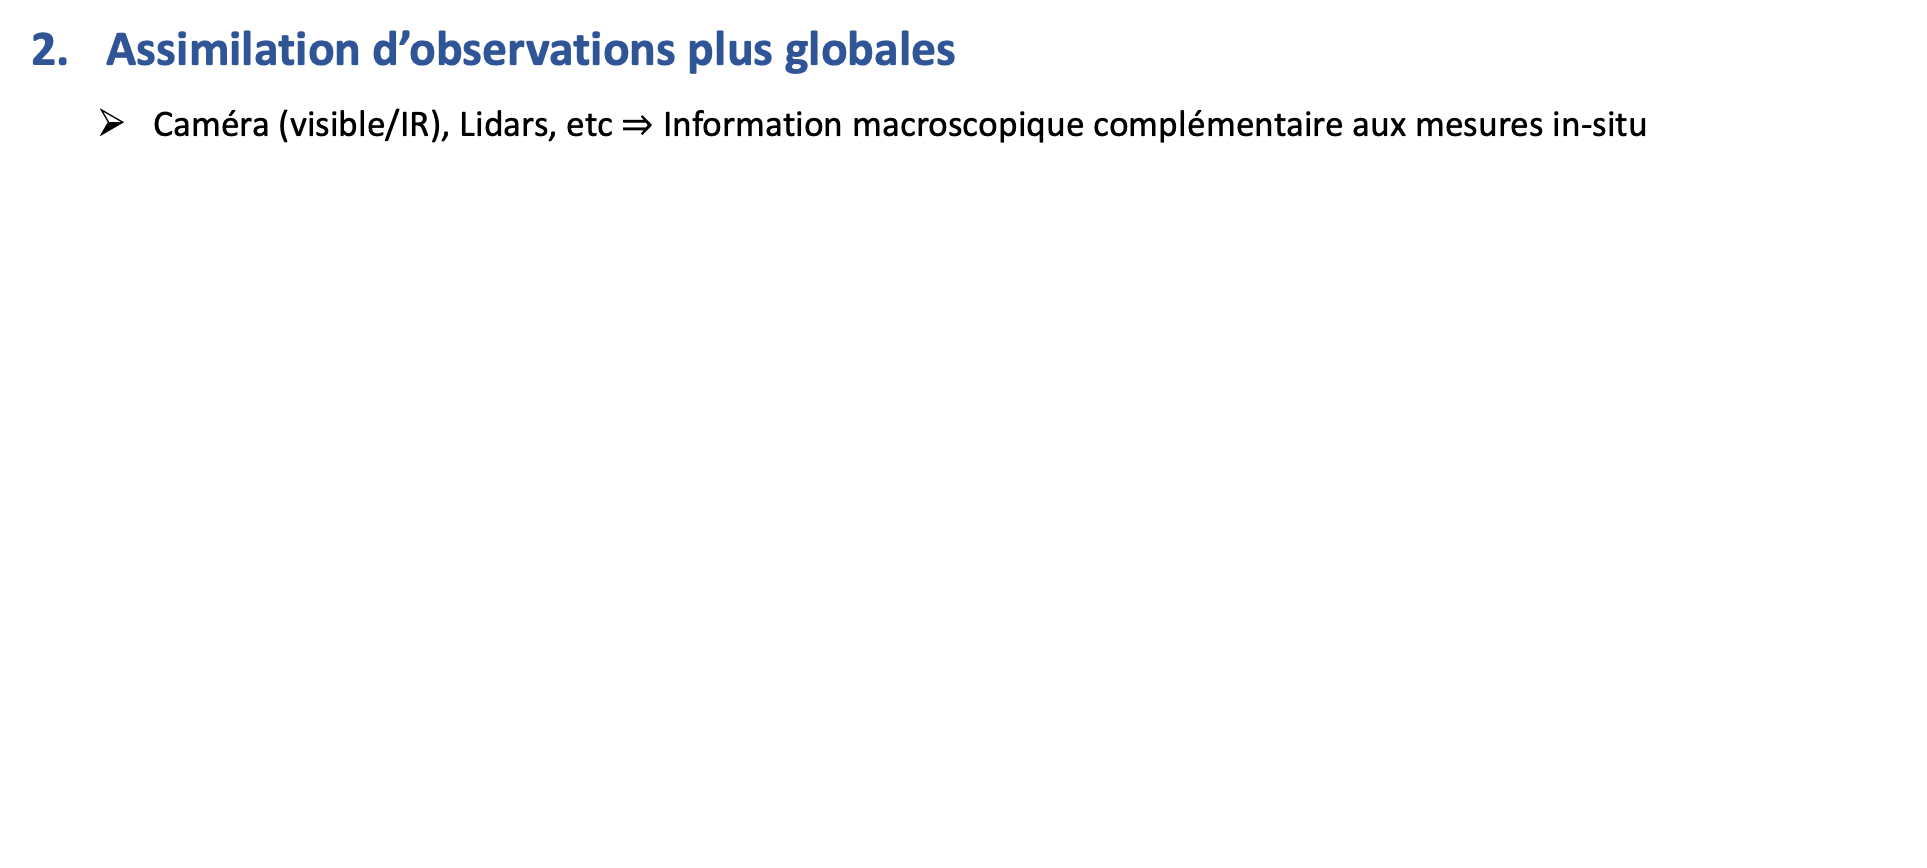 2. Assimilation d’observations plus globales
➢ Caméra (visible/IR), Lidars, etc ⇒ Information macroscopique complémentaire aux mesures in-situ